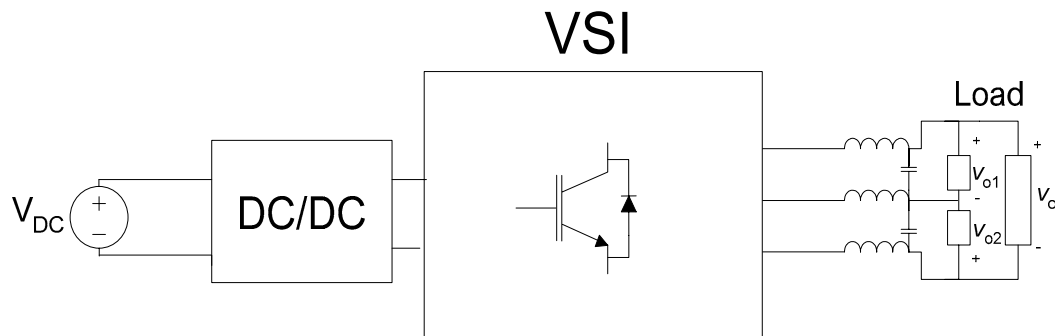 VSI
Load
V_DC
+
−
DC/DC
+
v_o1
-
v_o2
+
+
v_o
-